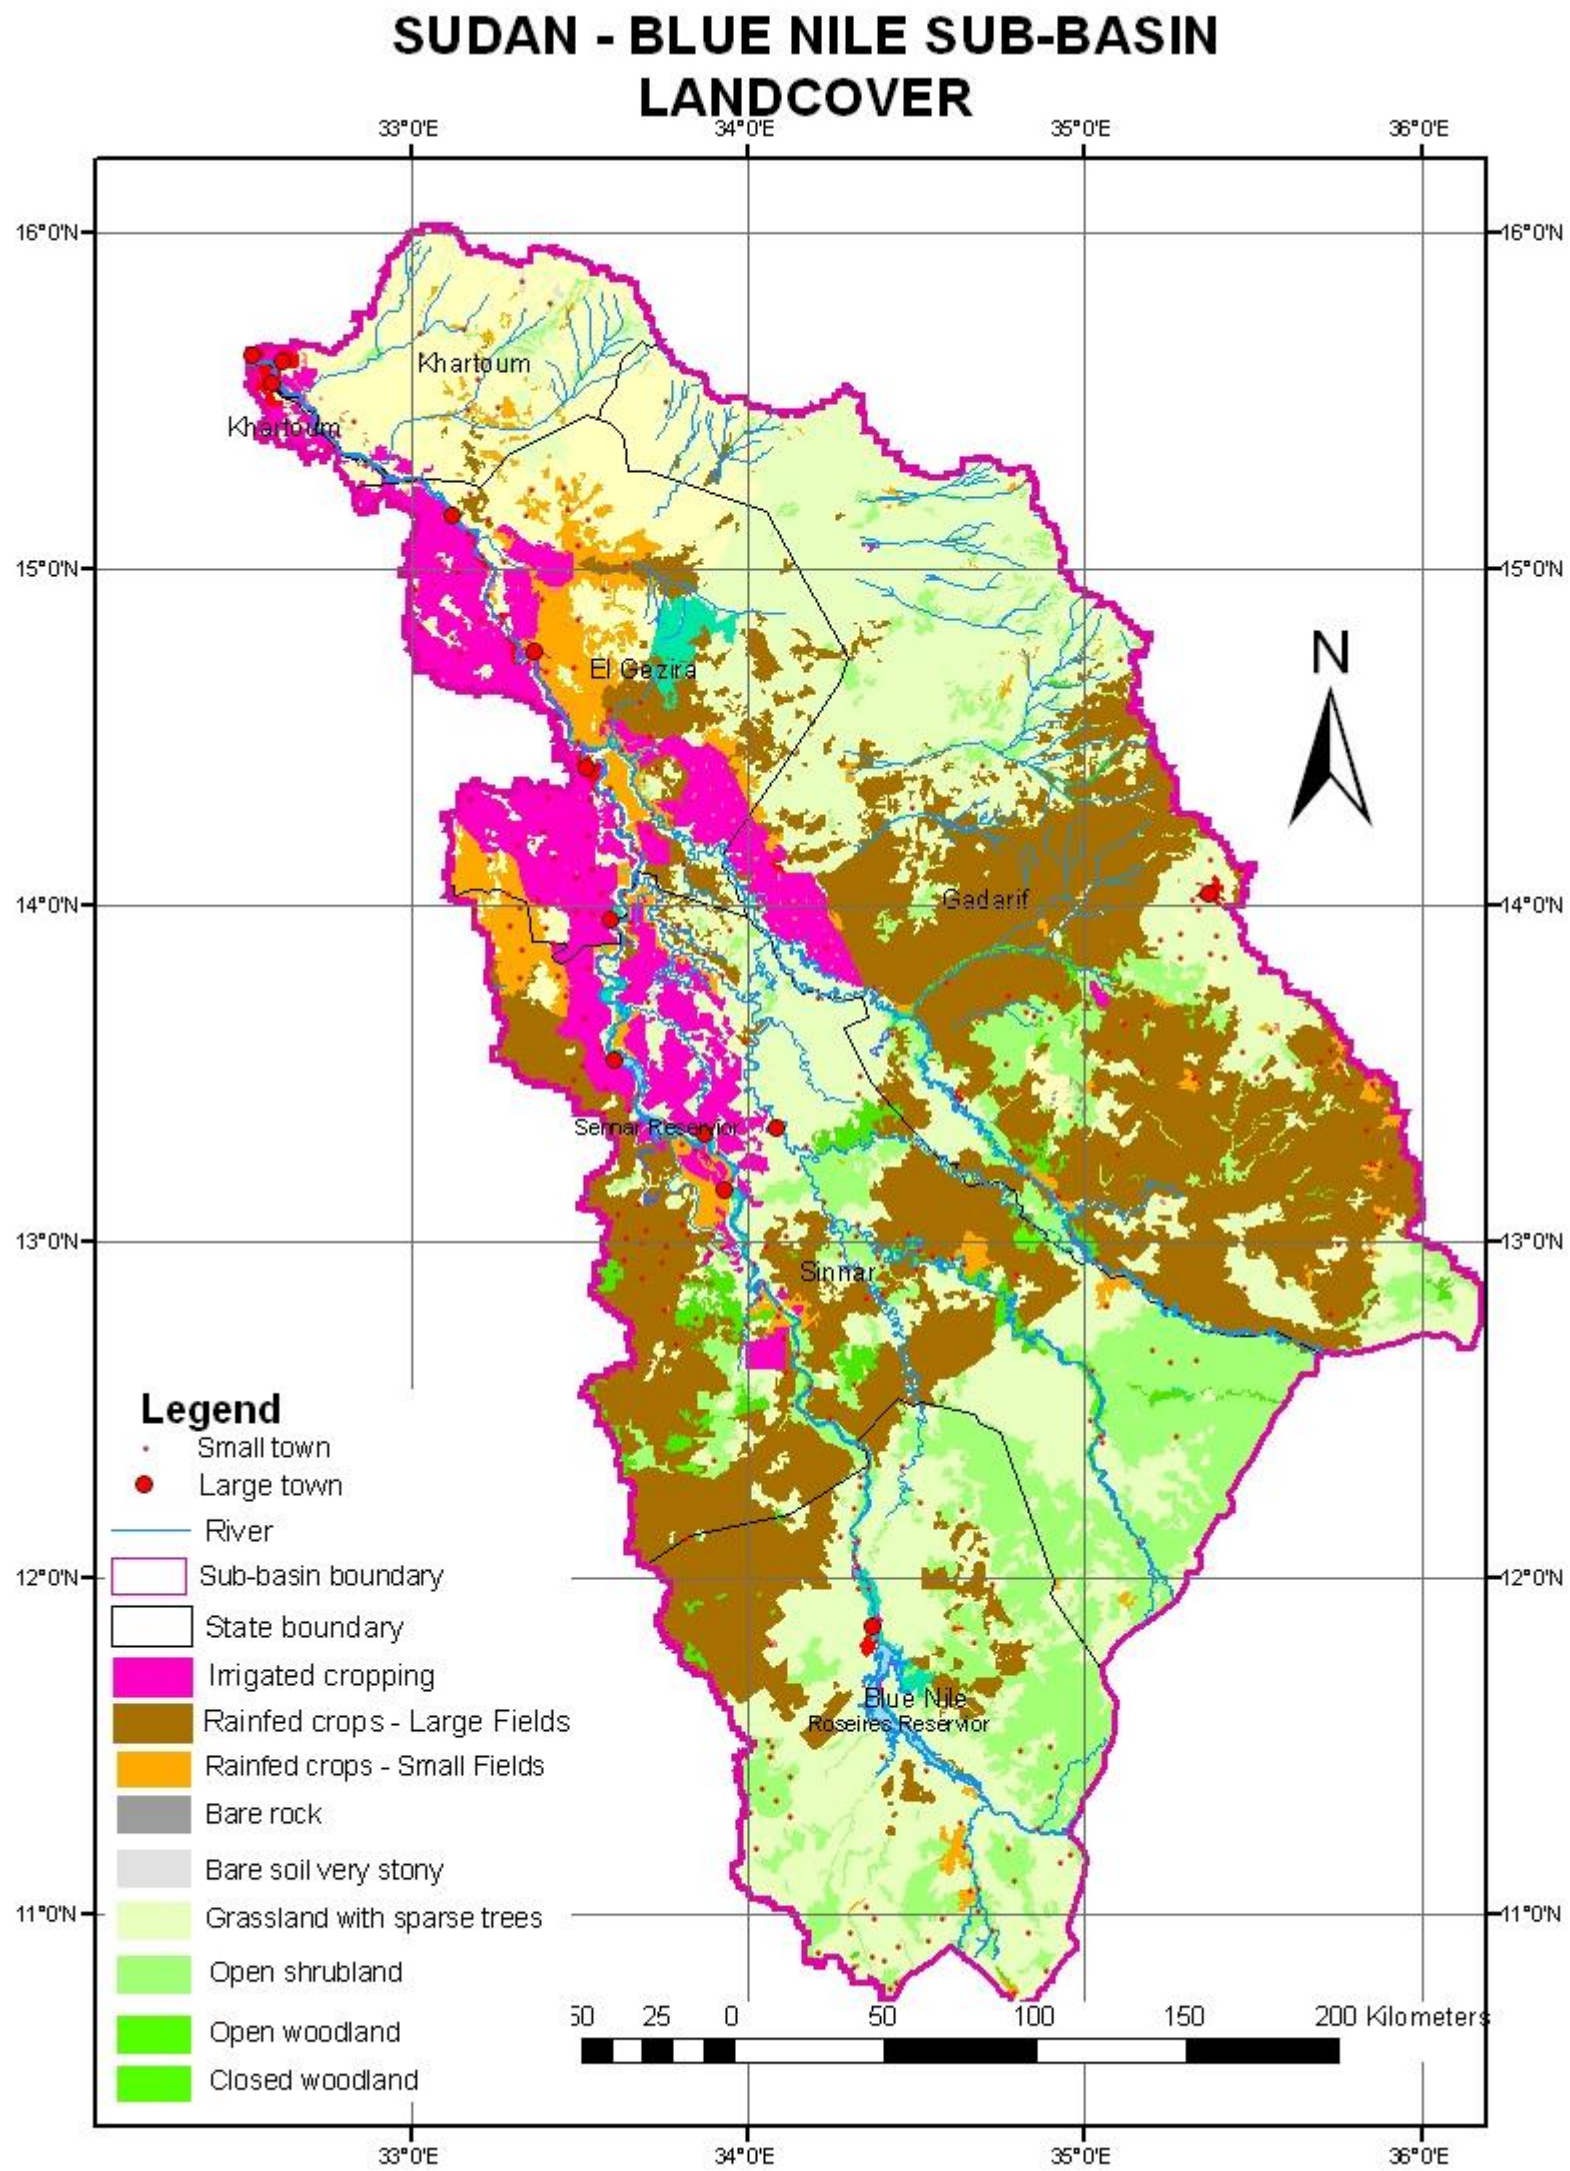 SUDAN - BLUE NILE SUB-BASIN
LANDCOVER
33°0'E 34°0'E 35°0'E 36°0'E
16°0'N 16°0'N
Khartoum
Khartoum
15°0'N 15°0'N
N
El Gezira
14°0'N 14°0'N
Gadarif
Sennar Reservior
13°0'N 13°0'N
Sinnar
Legend
Small town
Large town
River
Sub-basin boundary
12°0'N 12°0'N
State boundary
Irrigated cropping
Blue Nile
Rainfed crops - Large Fields
Roseires Reservior
Rainfed crops - Small Fields
Bare rock
Bare soil very stony
Grassland with sparse trees
11°0'N 11°0'N
Open shrubland
50 25 0 50 100 150 200 Kilometers
Open woodland
Closed woodland
33°0'E 34°0'E 35°0'E 36°0'E